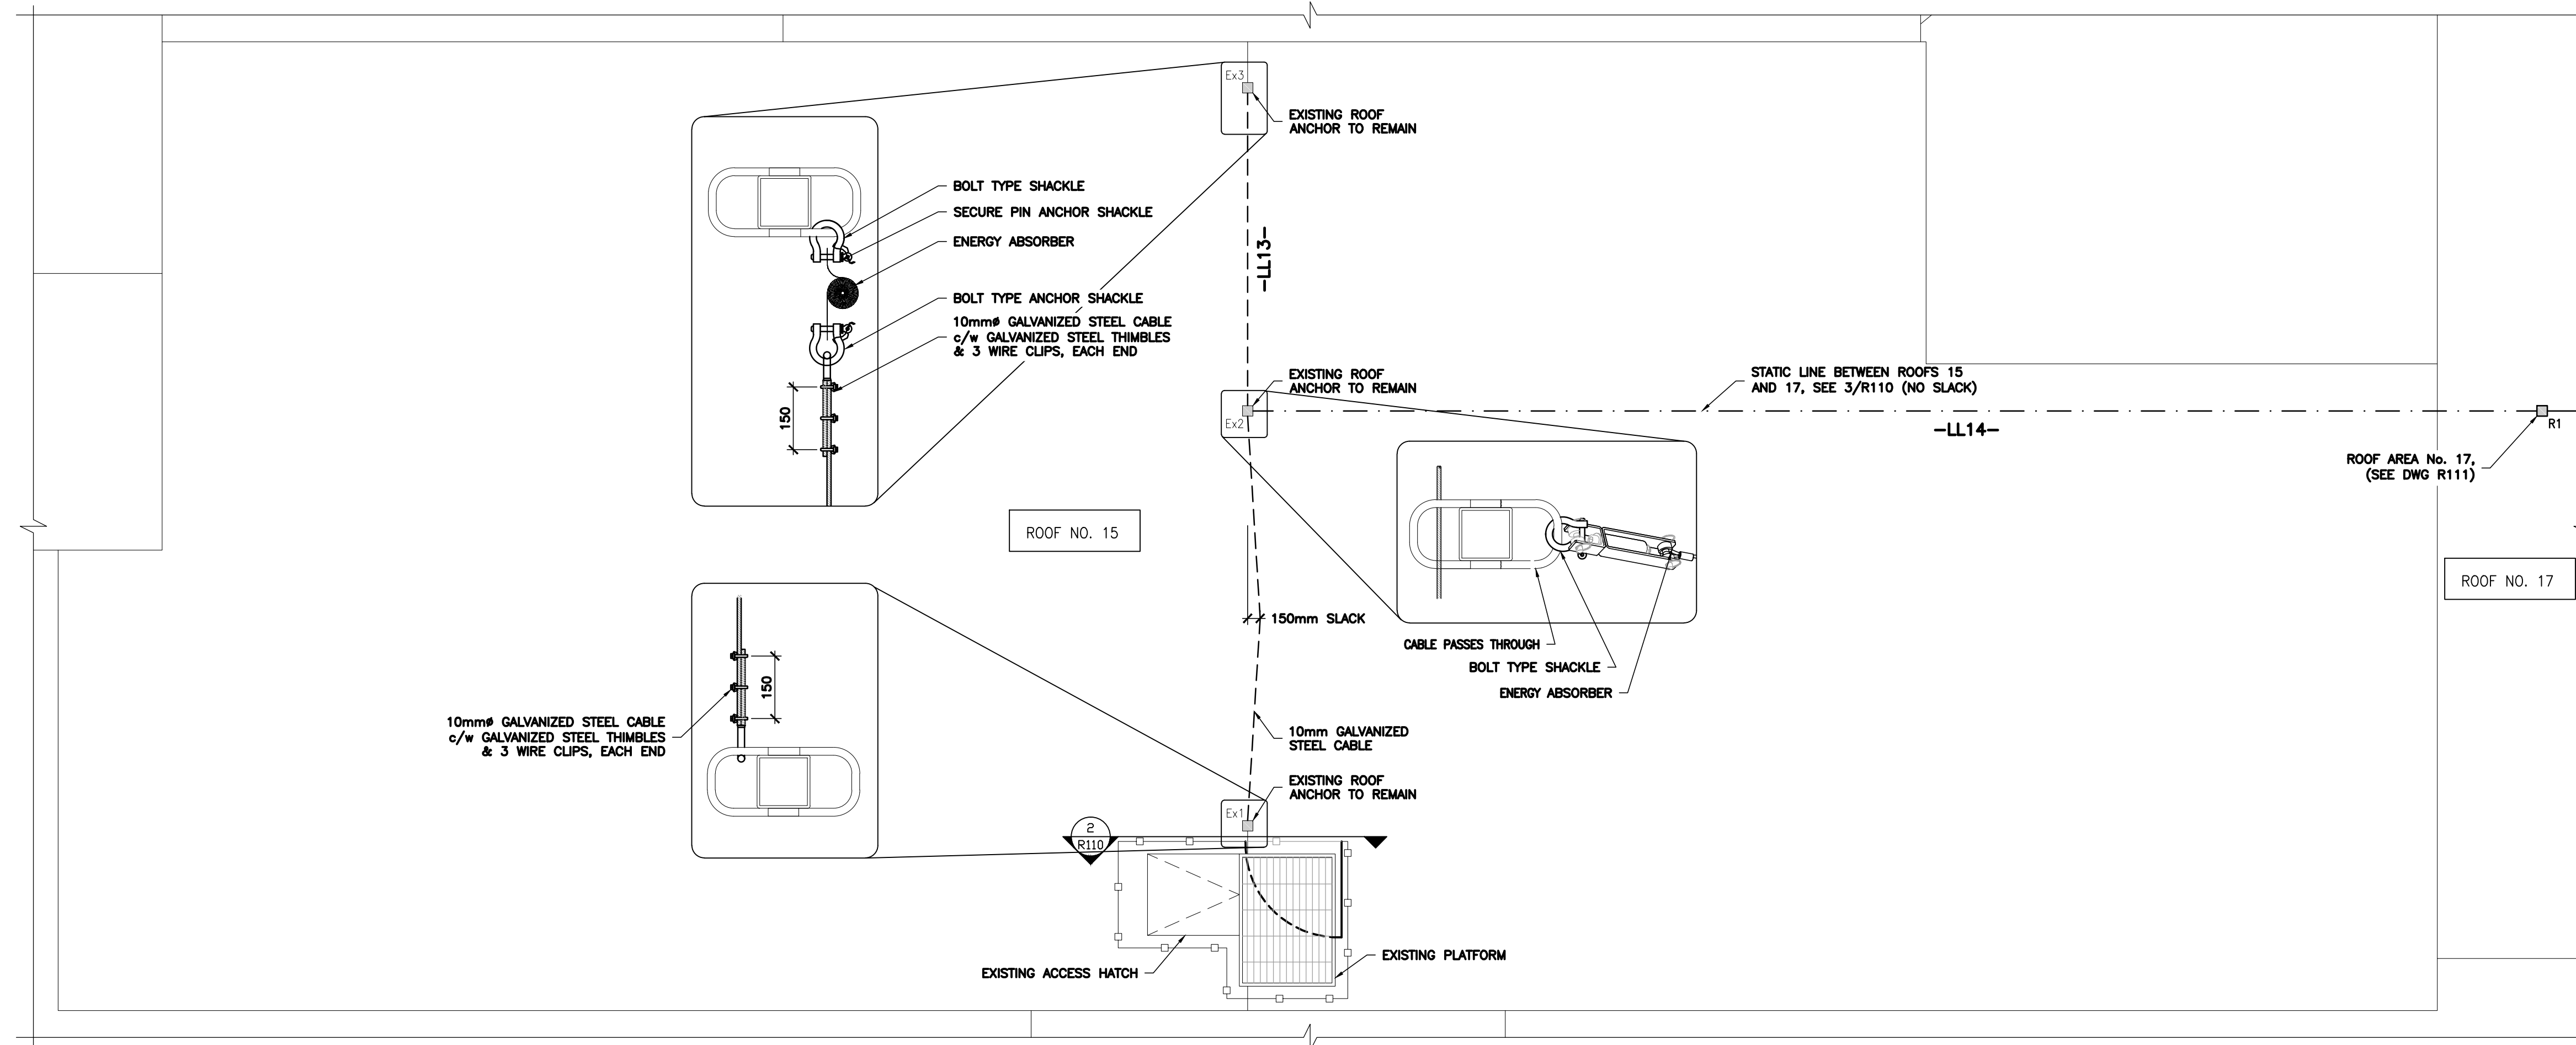 Ex3
EXISTING ROOF
ANCHOR TO REMAIN
BOLT TYPE SHACKLE
SECURE PIN ANCHOR SHACKLE
ENERGY ABSORBER
-LL13-
BOLT TYPE ANCHOR SHACKLE
10mmø GALVANIZED STEEL CABLE
c/w GALVANIZED STEEL THIMBLES
& 3 WIRE CLIPS, EACH END
150
EXISTING ROOF
ANCHOR TO REMAIN
Ex2
STATIC LINE BETWEEN ROOFS 15
AND 17, SEE 3/R110 (NO SLACK)
-LL14-
R1
ROOF AREA No. 17,
(SEE DWG R111)
ROOF NO. 15
ROOF NO. 17
150mm SLACK
CABLE PASSES THROUGH
BOLT TYPE SHACKLE
ENERGY ABSORBER
150
10mmø GALVANIZED STEEL CABLE
c/w GALVANIZED STEEL THIMBLES
& 3 WIRE CLIPS, EACH END
10mm GALVANIZED
STEEL CABLE
EXISTING ROOF
ANCHOR TO REMAIN
Ex1
2
R110
EXISTING ACCESS HATCH
EXISTING PLATFORM